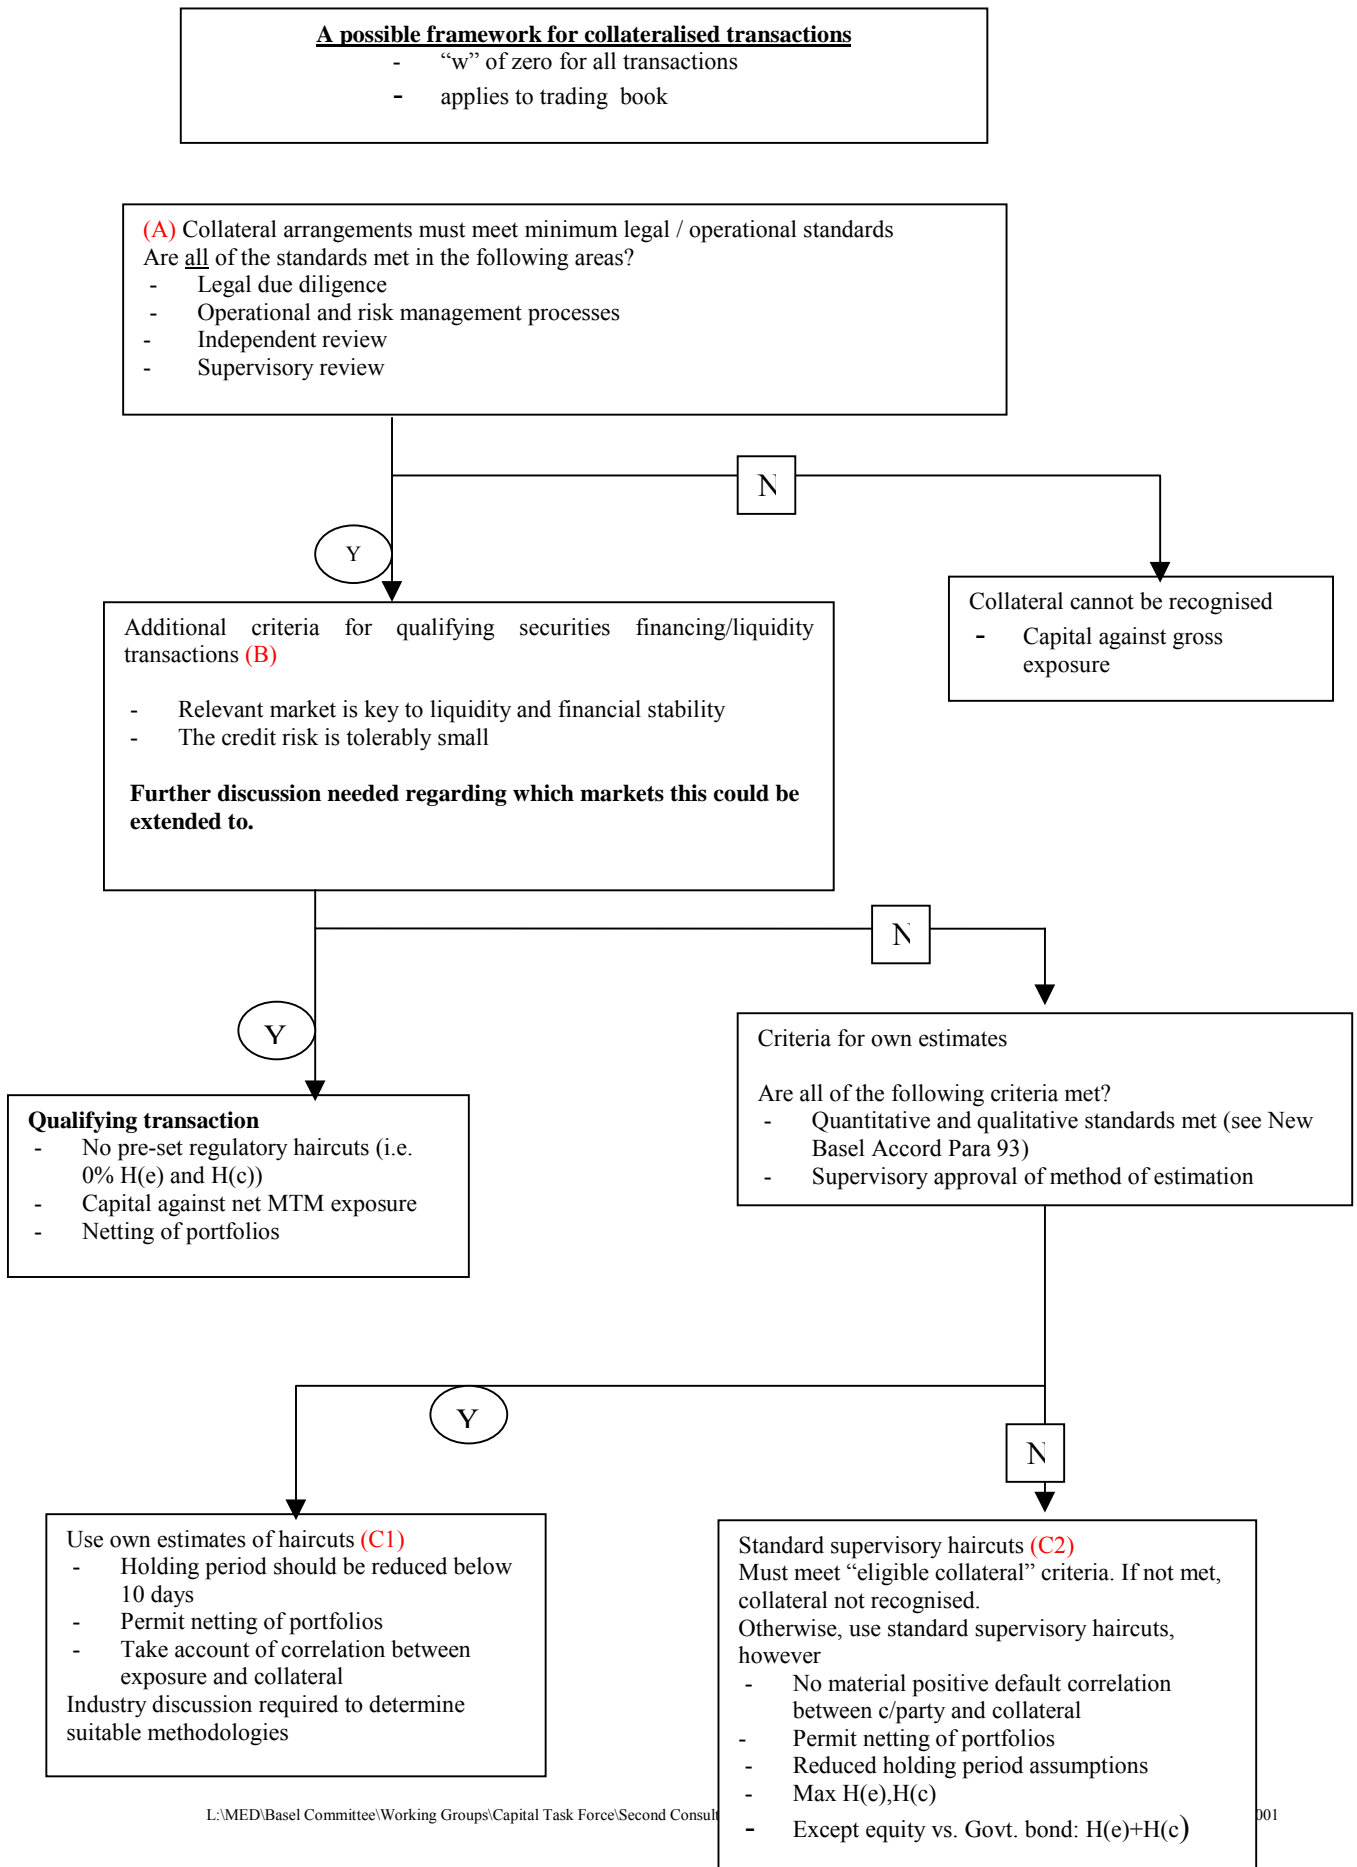 A possible framework for collateralised transactions
- “w” of zero for all transactions
- applies to trading book
(A) Collateral arrangements must meet minimum legal / operational standards
Are all of the standards met in the following areas?
- Legal due diligence
- Operational and risk management processes
- Independent review
- Supervisory review
N
Y
Collateral cannot be recognised
- Capital against gross
exposure
Additional criteria for qualifying securities financing/liquidity
transactions (B)
- Relevant market is key to liquidity and financial stability
- The credit risk is tolerably small
Further discussion needed regarding which markets this could be
extended to.
N
Y
Criteria for own estimates
Are all of the following criteria met?
- Quantitative and qualitative standards met (see New
Basel Accord Para 93)
- Supervisory approval of method of estimation
Qualifying transaction
- No pre-set regulatory haircuts (i.e.
0% H(e) and H(c))
- Capital against net MTM exposure
- Netting of portfolios
Y
N
Use own estimates of haircuts (C1)
- Holding period should be reduced below
10 days
- Permit netting of portfolios
- Take account of correlation between
exposure and collateral
Industry discussion required to determine
suitable methodologies
Standard supervisory haircuts (C2)
Must meet “eligible collateral” criteria. If not met,
collateral not recognised.
Otherwise, use standard supervisory haircuts,
however
- No material positive default correlation
between c/party and collateral
- Permit netting of portfolios
- Reduced holding period assumptions
- Max H(e),H(c)
- Except equity vs. Govt. bond: H(e)+H(c)
L:\MED\Basel Committee\Working Groups\Capital Task Force\Second Consult
001